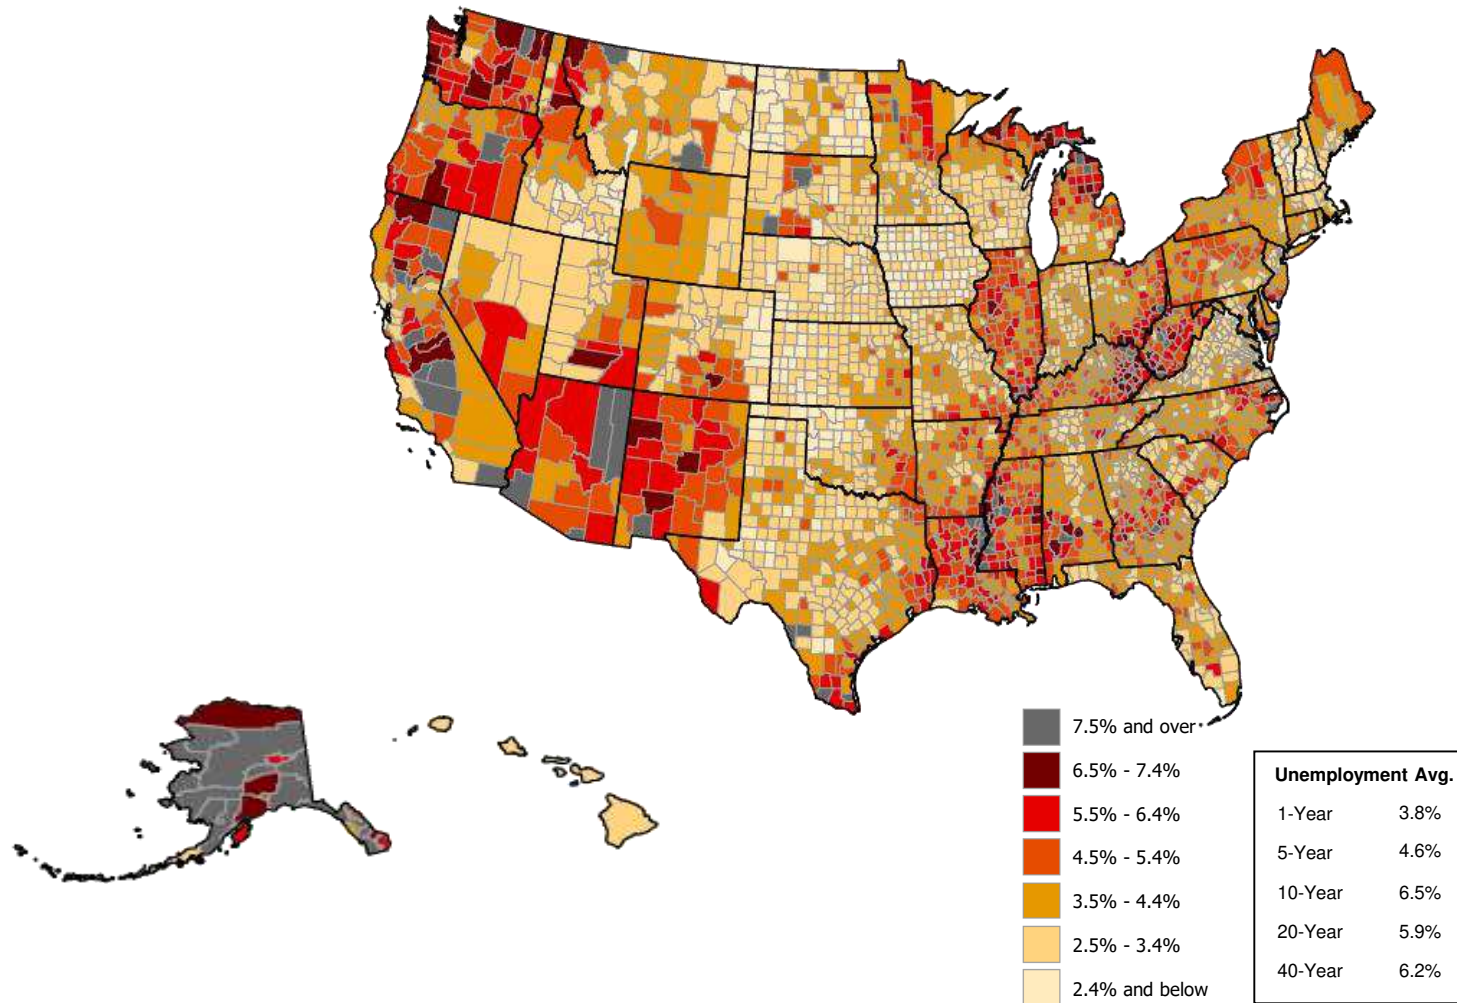 7.5% and over
6.5% - 7.4%
5.5% - 6.4%
4.5% - 5.4%
3.5% - 4.4%
2.5% - 3.4%
2.4% and below
Unemployment Avg.
1-Year 3.8%
5-Year 4.6%
10-Year 6.5%
20-Year 5.9%
40-Year 6.2%